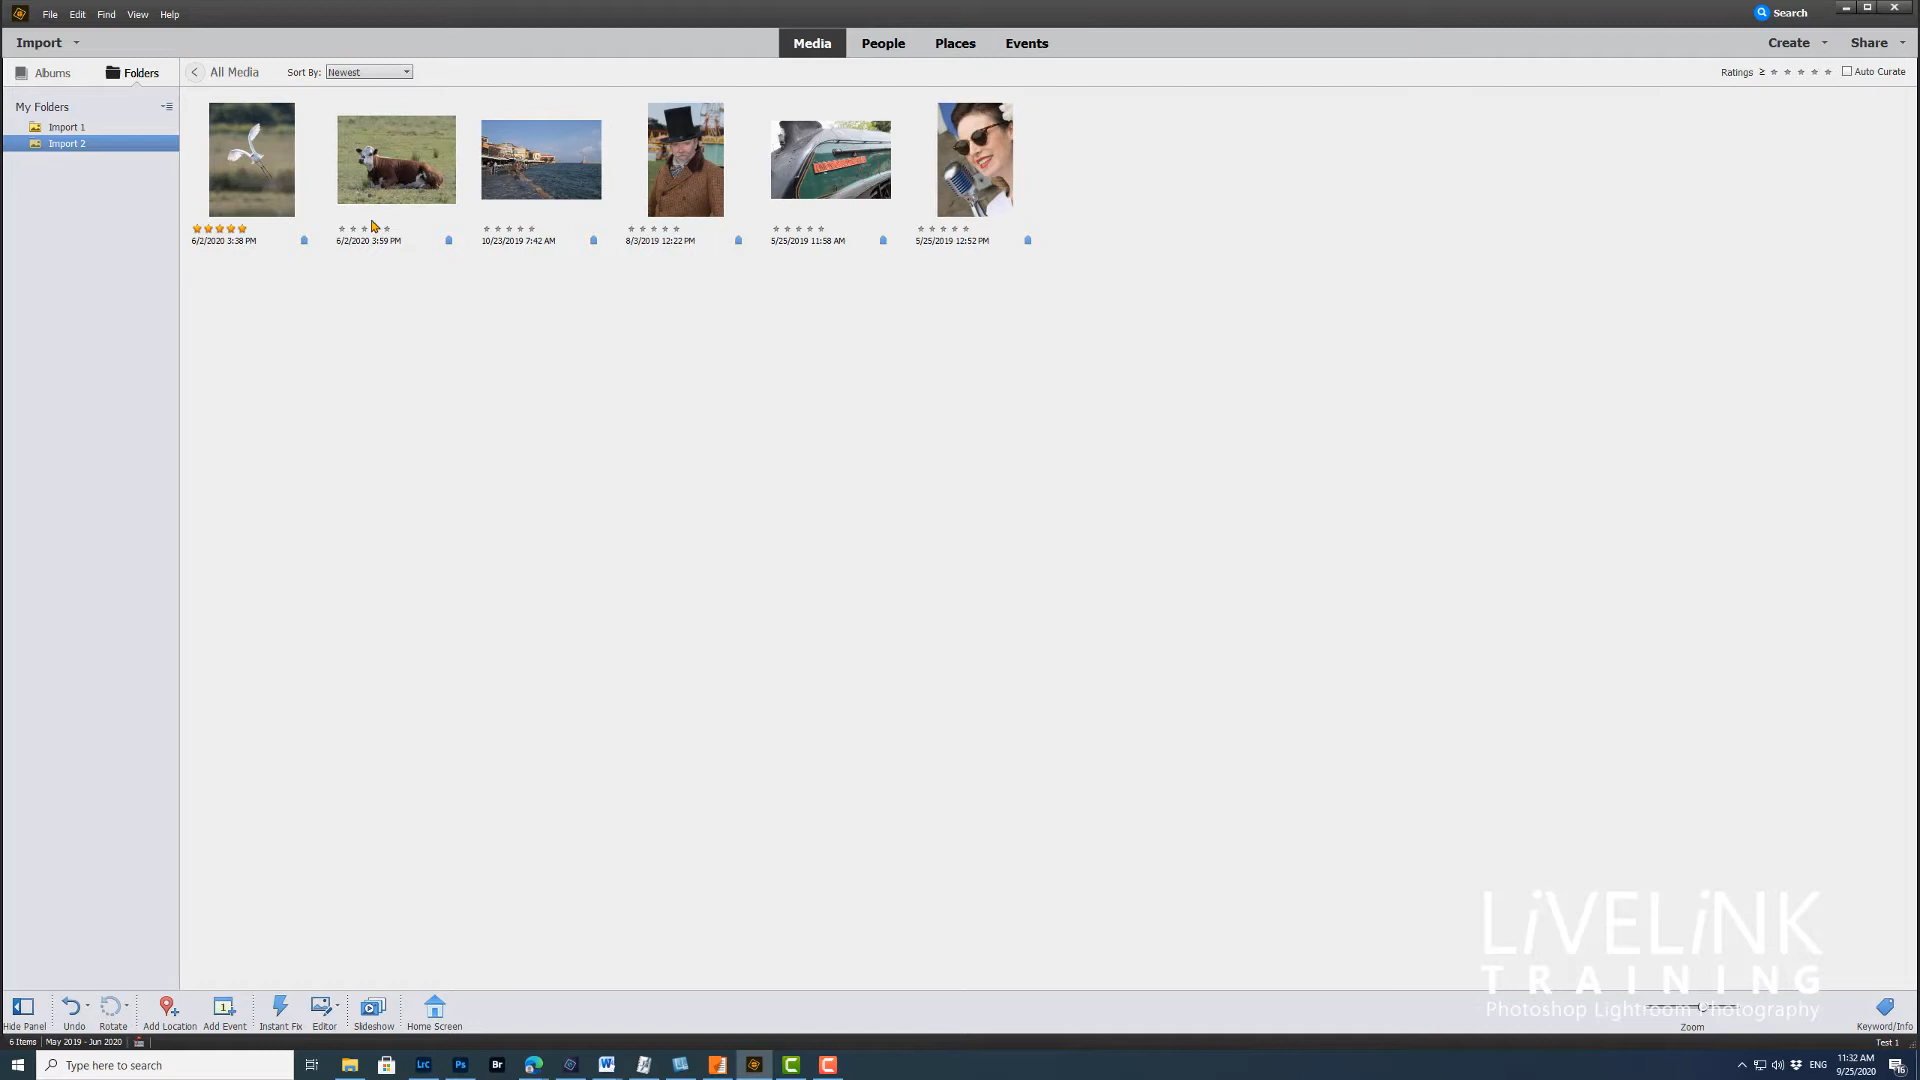 File Edit Find View Help
Search
Import
Media People Places Events
Create Share
Albums Folders
All Media Sort By: Newest
Ratings ≥ Auto Curate
My Folders
Import 1
Import 2
6/2/2020 3:38 PM
6/2/2020 3:59 PM
10/23/2019 7:42 AM
8/3/2019 12:22 PM
5/25/2019 11:58 AM
5/25/2019 12:52 PM
LiVELiNK
TRAINING
Photoshop Lightroom Photography
Hide Panel Undo Rotate Add Location Add Event Instant Fix Editor Slideshow Home Screen Zoom Keyword/Info
6 Items May 2019 - Jun 2020 Test 1
Type here to search
LrC Ps Br
ENG
11:32 AM
9/25/2020
16